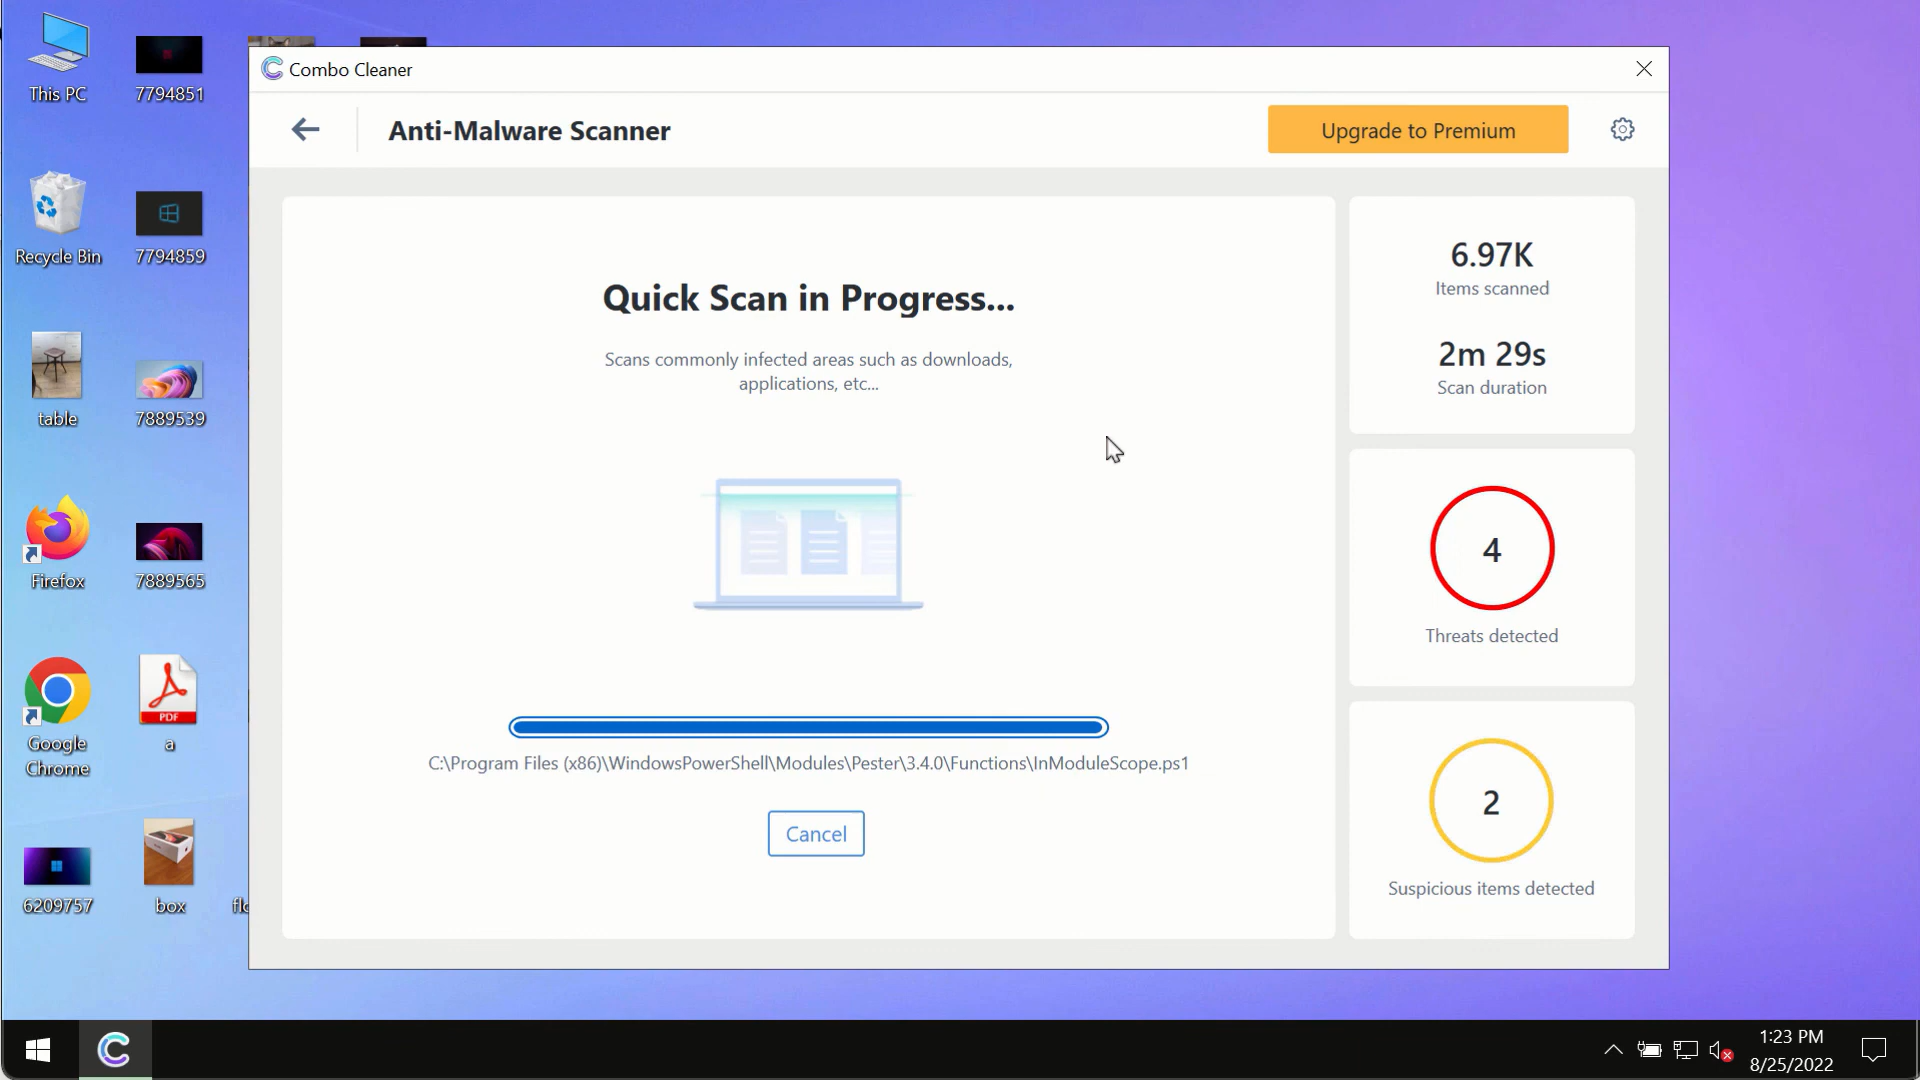 This PC
7794851
Recycle Bin
7794859
table
7889539
Firefox
7889565
Google
Chrome
PDF
a
6209757
box
Combo Cleaner
Anti-Malware Scanner
Upgrade to Premium
Quick Scan in Progress...
Scans commonly infected areas such as downloads,
applications, etc...
C:\Program Files (x86)\WindowsPowerShell\Modules\Pester\3.4.0\Functions\InModuleScope.ps1
Cancel
6.97K
Items scanned
2m 29s
Scan duration
4
Threats detected
2
Suspicious items detected
1:23 PM
8/25/2022